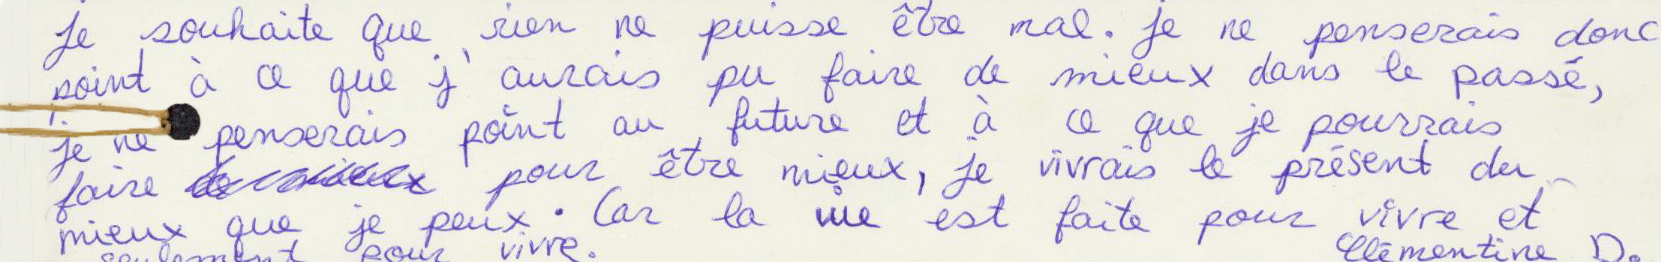 je souhaite que rien ne puisse être mal. je ne penserais donc
point à ce que j'aurais pu faire de mieux dans le passé,
je ne penserais point au future et à ce que je pourrais
faire pour être mieux, je vivrais le présent du
mieux que je peux. Car la vie est faite pour vivre et
seulement pour vivre. Clémentine D.